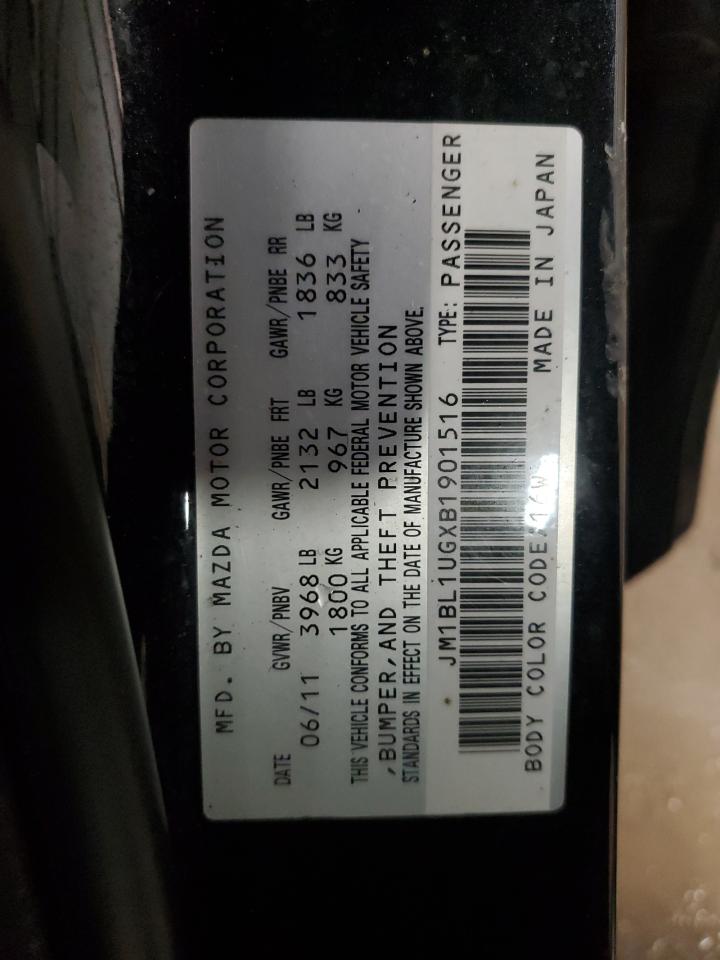 MFD. BY MAZDA MOTOR CORPORATION
DATE GVWR/PNBV GAWR/PNBE FRT GAWR/PNBE RR
06/11 3968 LB 2132 LB 1836 LB
1800 KG 967 KG 833 KG
THIS VEHICLE CONFORMS TO ALL APPLICABLE FEDERAL MOTOR VEHICLE SAFETY
,BUMPER,AND THEFT PREVENTION
STANDARDS IN EFFECT ON THE DATE OF MANUFACTURE SHOWN ABOVE.
JM1BL1UGXB1901516 TYPE: PASSENGER
BODY COLOR CODE/16W MADE IN JAPAN